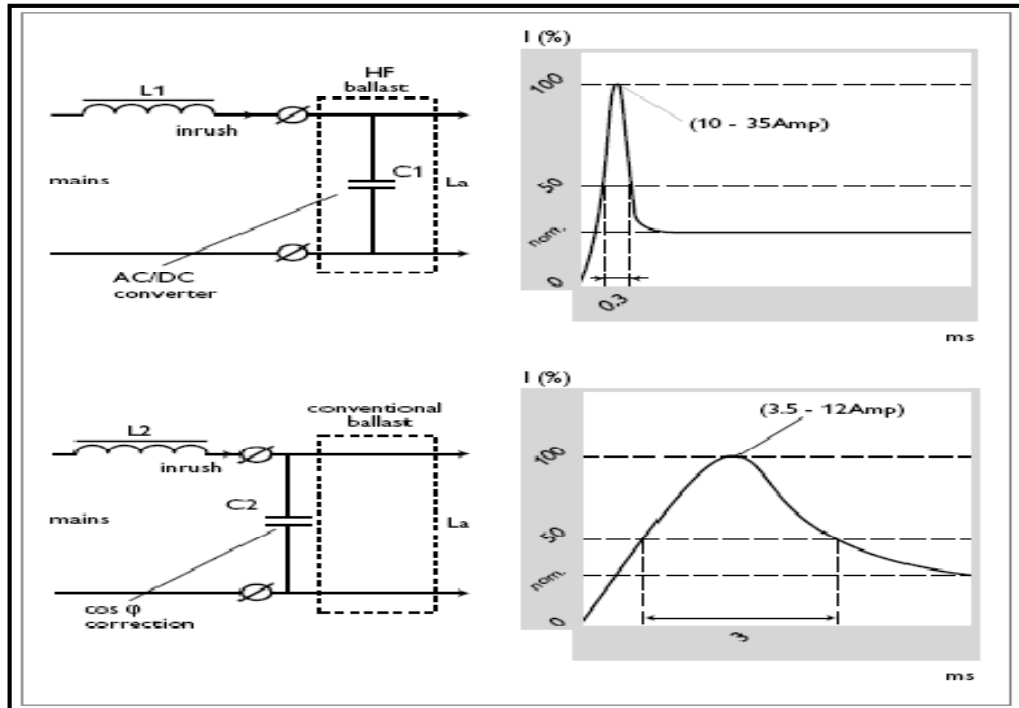 L1
inrush
HF
ballast
C1
mains
La
AC/DC
converter
I (%)
100
(10 - 35Amp)
50
nom.
0
0.3
ms
L2
inrush
conventional
ballast
C2
mains
La
cos φ
correction
I (%)
(3.5 - 12Amp)
100
50
nom.
0
3
ms